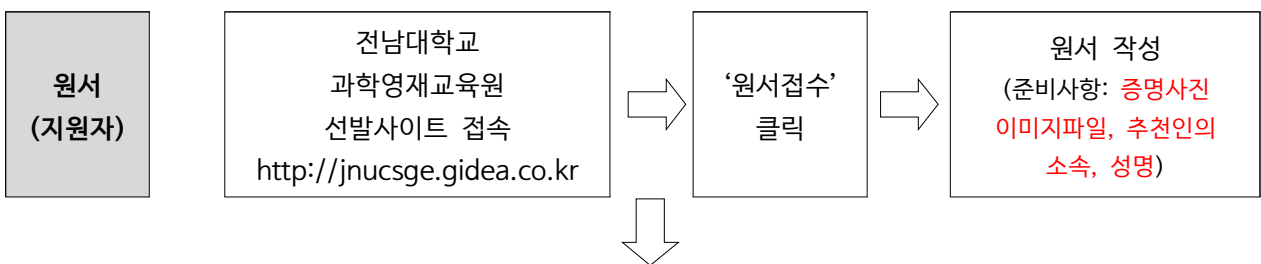 원서
(지원자)
전남대학교
과학영재교육원
선발사이트 접속
http://jnucsge.gidea.co.kr
‘원서접수’
클릭
원서 작성
(준비사항: 증명사진
이미지파일, 추천인의
소속, 성명)